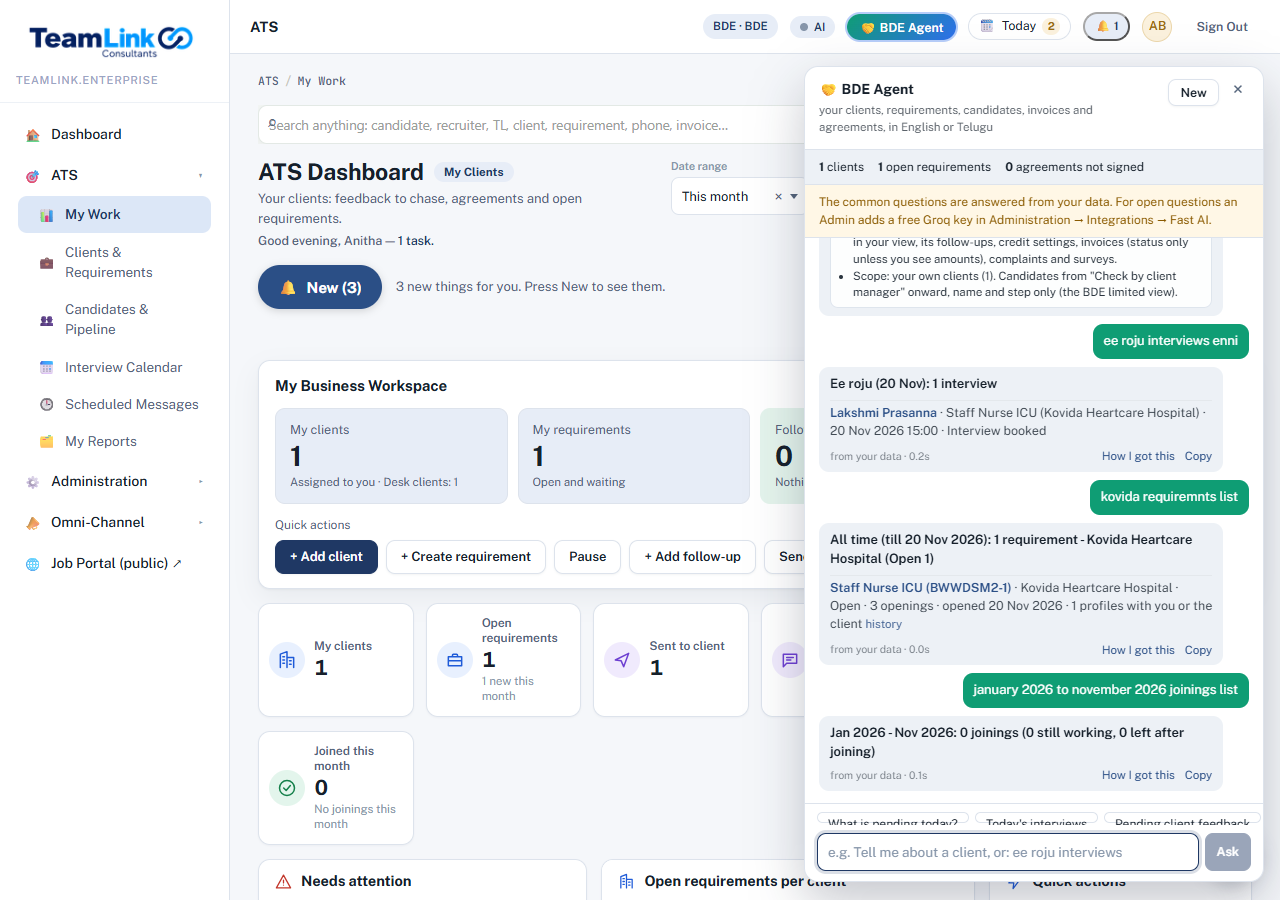 TeamLink
Consultants
TEAMLINK.ENTERPRISE
Dashboard
ATS
My Work
Clients &
Requirements
Candidates &
Pipeline
Interview Calendar
Scheduled Messages
My Reports
Administration
Omni-Channel
Job Portal (public) ↗
ATS
BDE · BDE
AI
BDE Agent
Today 2
1
AB
Sign Out
ATS / My Work
Search anything: candidate, recruiter, TL, client, requirement, phone, invoice...
ATS Dashboard My Clients
Your clients: feedback to chase, agreements and open
requirements.
Good evening, Anitha — 1 task.
Date range
This month ×
New (3)
3 new things for you. Press New to see them.
My Business Workspace
My clients
1
Assigned to you · Desk clients: 1
My requirements
1
Open and waiting
0
Quick actions
+ Add client
+ Create requirement
Pause
+ Add follow-up
My clients
1
Open
requirements
1
1 new this
month
Sent to client
1
Joined this
month
0
No joinings this
month
Needs attention
Open requirements per client
Quick actions
BDE Agent
New
×
your clients, requirements, candidates, invoices and
agreements, in English or Telugu
1 clients 1 open requirements 0 agreements not signed
The common questions are answered from your data. For open questions an
Admin adds a free Groq key in Administration → Integrations → Fast AI.
in your view, its follow-ups, credit settings, invoices (status only
unless you see amounts), complaints and surveys.
• Scope: your own clients (1). Candidates from "Check by client
manager" onward, name and step only (the BDE limited view).
ee roju interviews enni
Ee roju (20 Nov): 1 interview
Lakshmi Prasanna · Staff Nurse ICU (Kovida Heartcare Hospital) ·
20 Nov 2026 15:00 · Interview booked
from your data · 0.2s How I got this Copy
kovida requiremnts list
All time (till 20 Nov 2026): 1 requirement - Kovida Heartcare
Hospital (Open 1)
Staff Nurse ICU (BWWDSM2-1) · Kovida Heartcare Hospital ·
Open · 3 openings · opened 20 Nov 2026 · 1 profiles with you or the
client history
from your data · 0.0s How I got this Copy
january 2026 to november 2026 joinings list
Jan 2026 - Nov 2026: 0 joinings (0 still working, 0 left after
joining)
from your data · 0.1s How I got this Copy
What is pending today? Today's interviews Pending client feedback
e.g. Tell me about a client, or: ee roju interviews
Ask